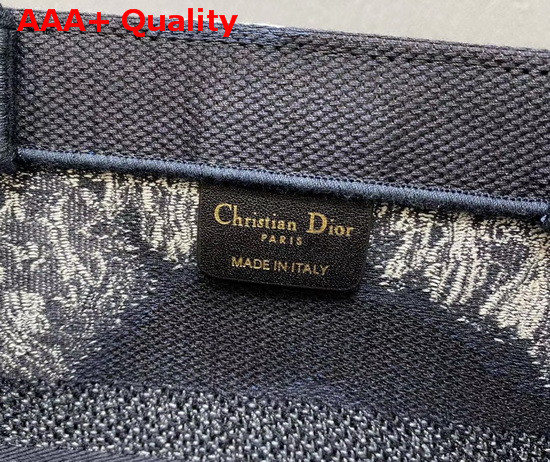 AAA+ Quality
Christian Dior
PARIS
MADE IN ITALY